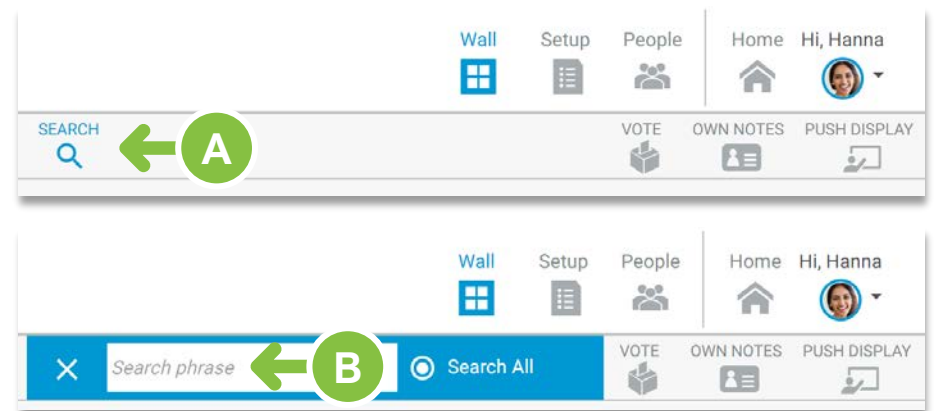 Wall Setup People Home Hi, Hanna
SEARCH A VOTE OWN NOTES PUSH DISPLAY
Wall Setup People Home Hi, Hanna
Search phrase B Search All VOTE OWN NOTES PUSH DISPLAY